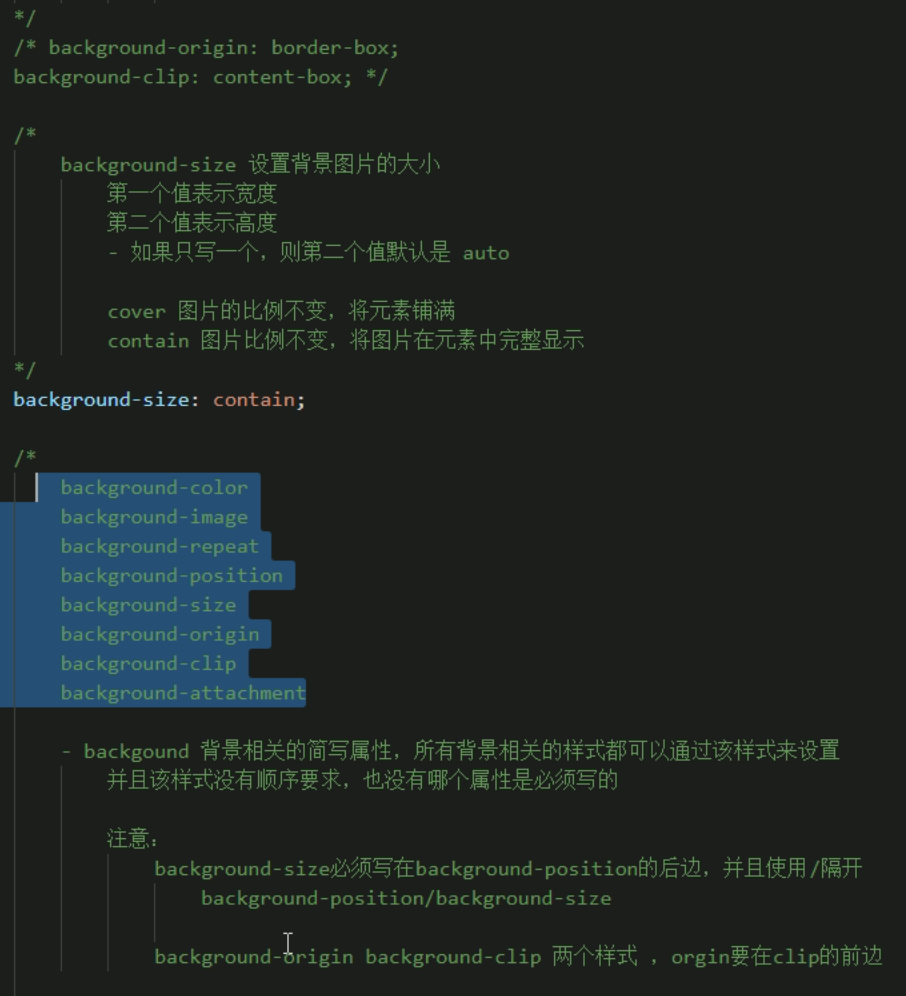 */
/* background-origin: border-box;
background-clip: content-box; */
/*
background-size 设置背景图片的大小
第一个值表示宽度
第二个值表示高度
- 如果只写一个，则第二个值默认是 auto
cover 图片的比例不变，将元素铺满
contain 图片比例不变，将图片在元素中完整显示
*/
background-size: contain;
/*
background-color
background-image
background-repeat
background-position
background-size
background-origin
background-clip
background-attachment
- backgound 背景相关的简写属性，所有背景相关的样式都可以通过该样式来设置
并且该样式没有顺序要求，也没有哪个属性是必须写的
注意：
background-size必须写在background-position的后边，并且使用/隔开
background-position/background-size
background-origin background-clip 两个样式 ，orgin要在clip的前边